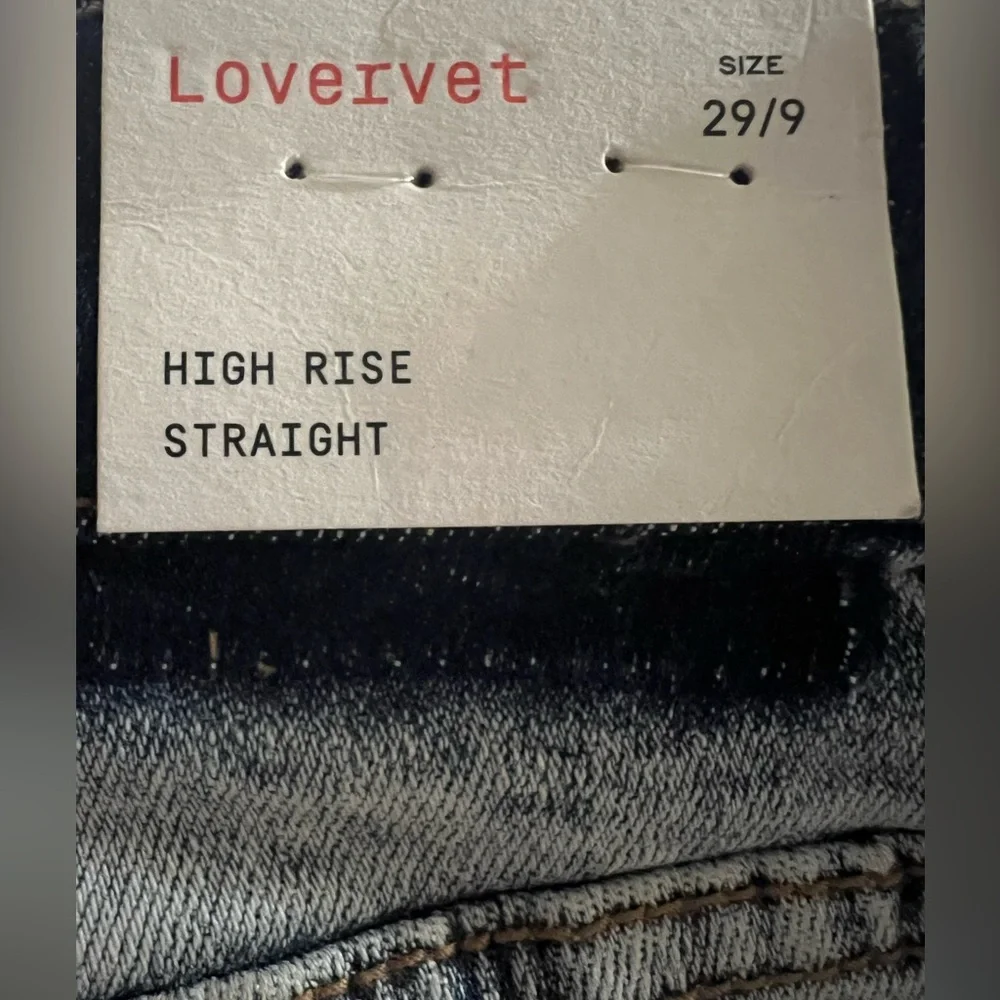 Lovervet
SIZE
29/9
HIGH RISE
STRAIGHT